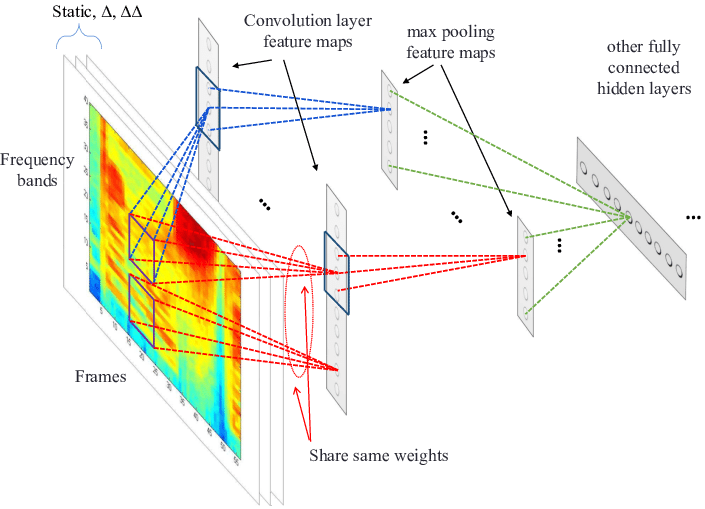 Static, Δ, ΔΔ
Convolution layer
feature maps
max pooling
feature maps
other fully
connected
hidden layers
Frequency
bands
Frames
Share same weights